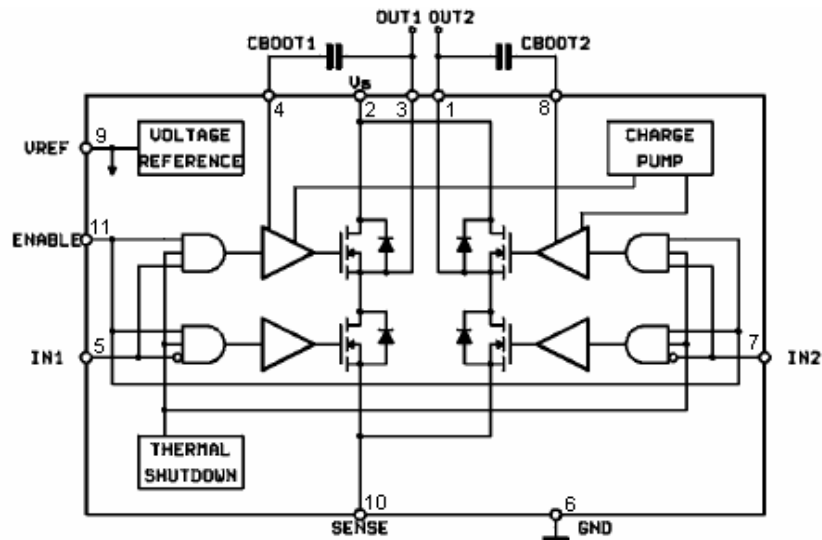 OUT1 OUT2
CBOOT1
CBOOT2
Vs
4
2
3
1
8
9
VREF
VOLTAGE
REFERENCE
CHARGE
PUMP
11
ENABLE
5
IN1
7
IN2
THERMAL
SHUTDOWN
10
SENSE
6
GND